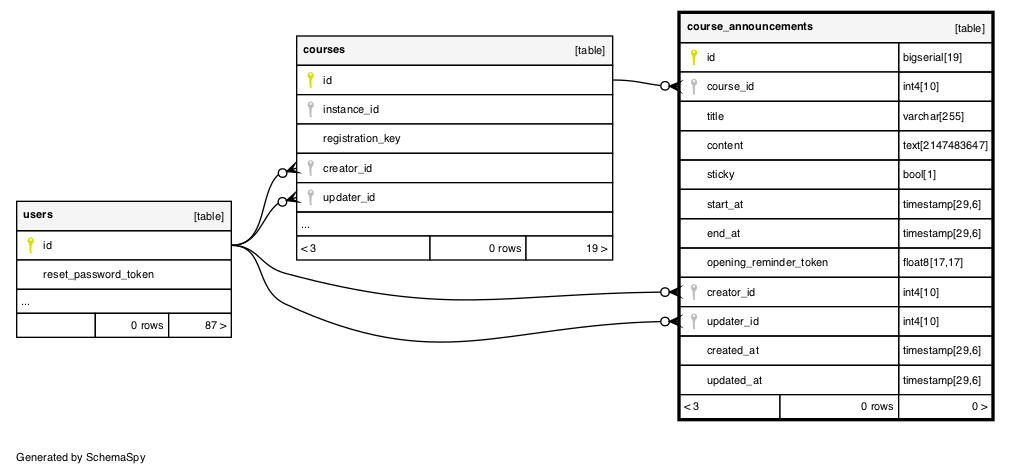 users [table]
id
reset_password_token
...
0 rows 87 >
courses [table]
id
instance_id
registration_key
creator_id
updater_id
...
< 3 0 rows 19 >
course_announcements [table]
id bigserial[19]
course_id int4[10]
title varchar[255]
content text[2147483647]
sticky bool[1]
start_at timestamp[29,6]
end_at timestamp[29,6]
opening_reminder_token float8[17,17]
creator_id int4[10]
updater_id int4[10]
created_at timestamp[29,6]
updated_at timestamp[29,6]
< 3 0 rows 0 >
Generated by SchemaSpy